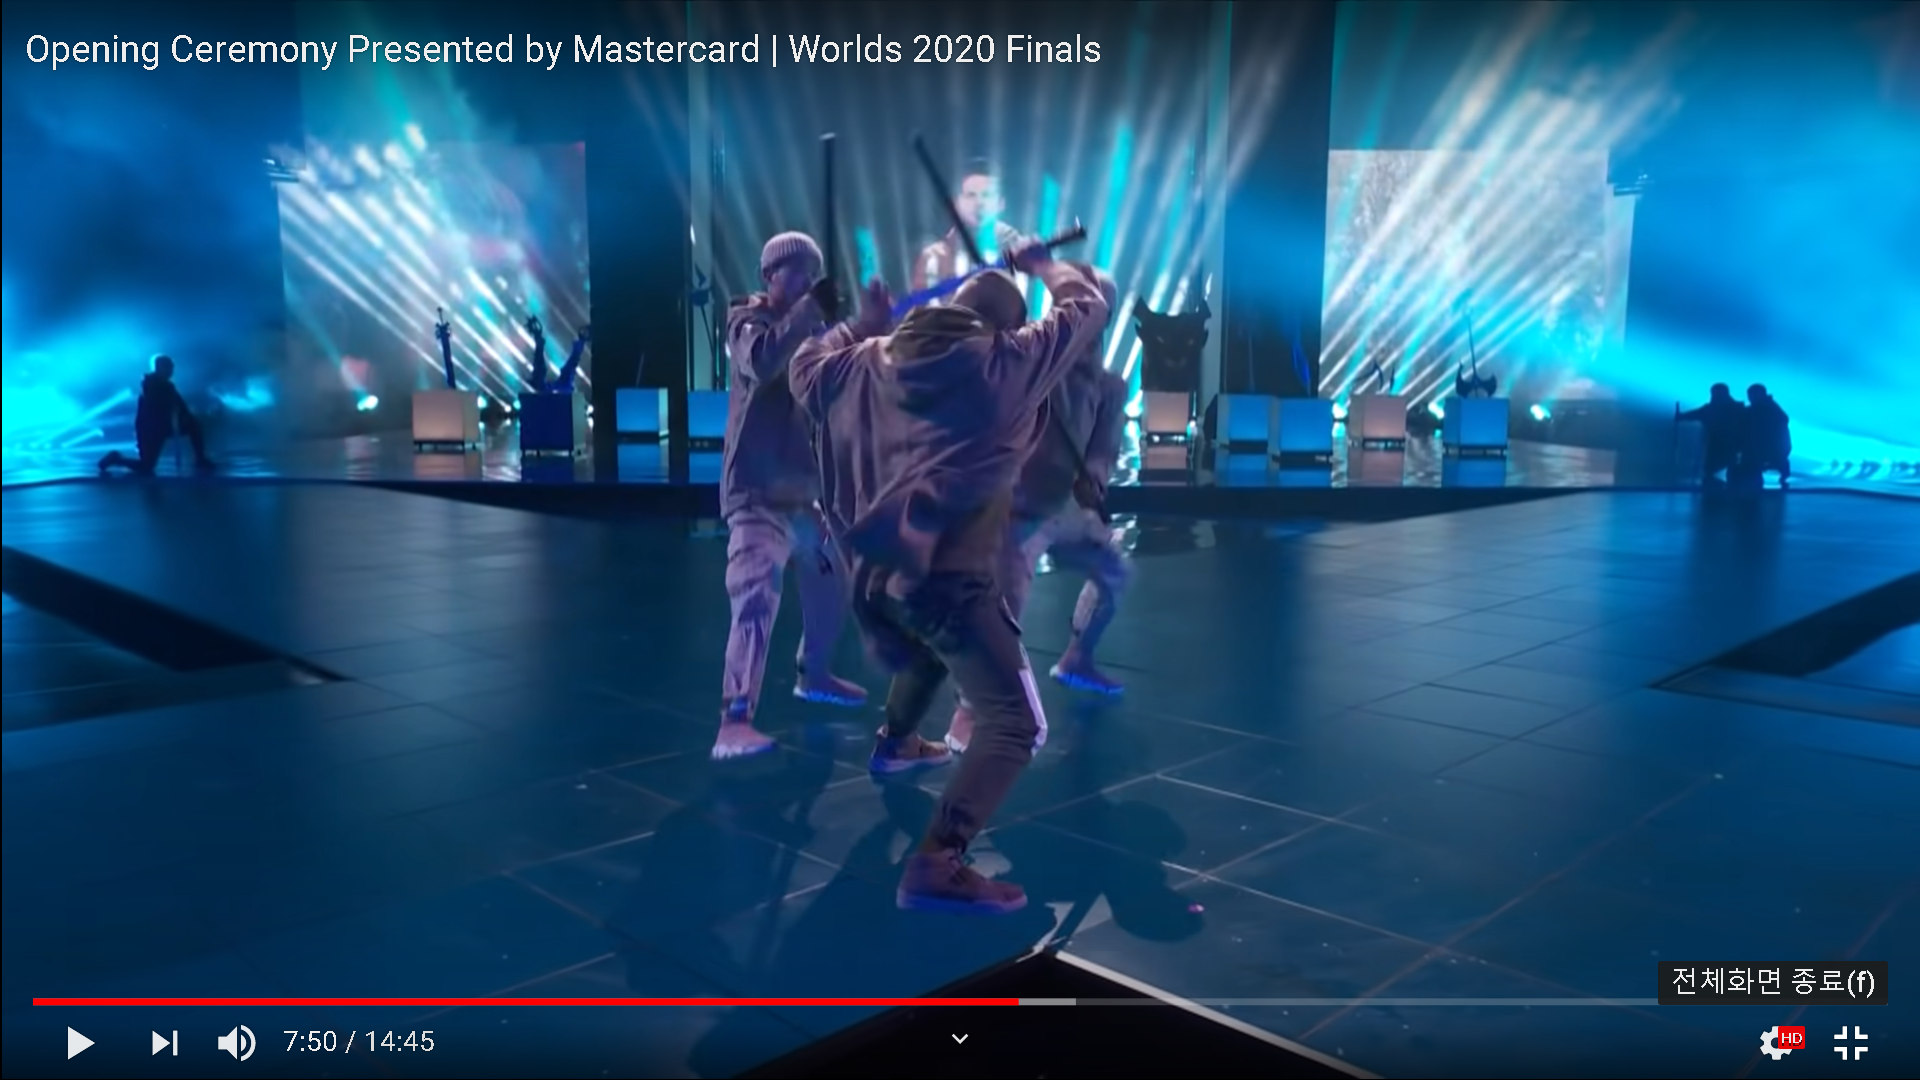 Opening Ceremony Presented by Mastercard | Worlds 2020 Finals
전체화면 종료(f)
7:50 / 14:45
HD